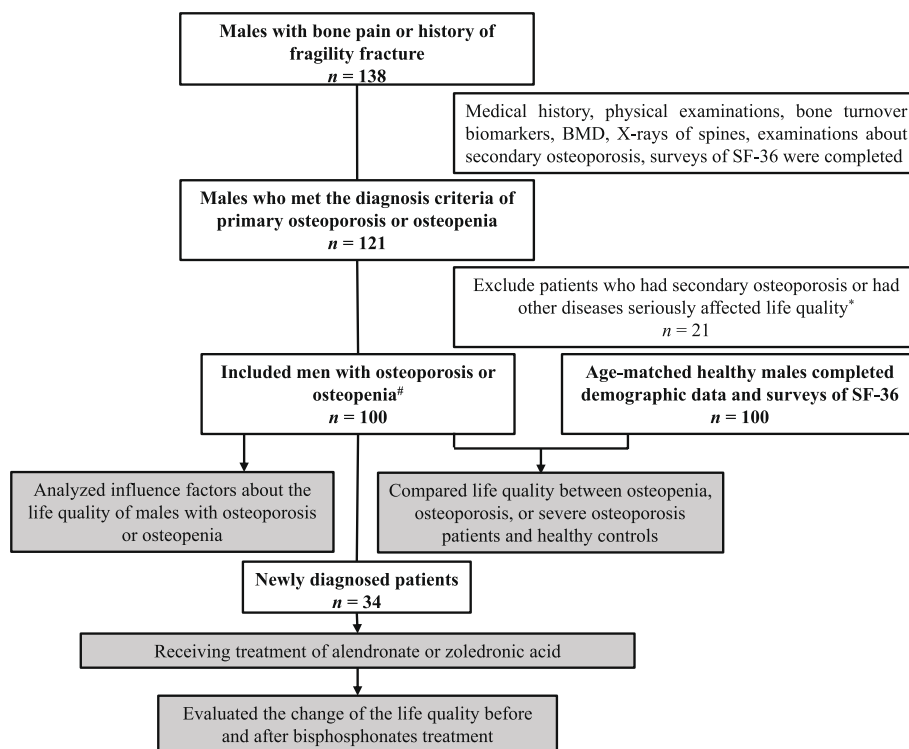 Males with bone pain or history of
fragility fracture
n = 138
Medical history, physical examinations, bone turnover
biomarkers, BMD, X-rays of spines, examinations about
secondary osteoporosis, surveys of SF-36 were completed
Males who met the diagnosis criteria of
primary osteoporosis or osteopenia
n = 121
Exclude patients who had secondary osteoporosis or had
other diseases seriously affected life quality*
n = 21
Included men with osteoporosis or
osteopenia#
n = 100
Age-matched healthy males completed
demographic data and surveys of SF-36
n = 100
Analyzed influence factors about the
life quality of males with osteoporosis
or osteopenia
Compared life quality between osteopenia,
osteoporosis, or severe osteoporosis
patients and healthy controls
Newly diagnosed patients
n = 34
Receiving treatment of alendronate or zoledronic acid
Evaluated the change of the life quality before
and after bisphosphonates treatment